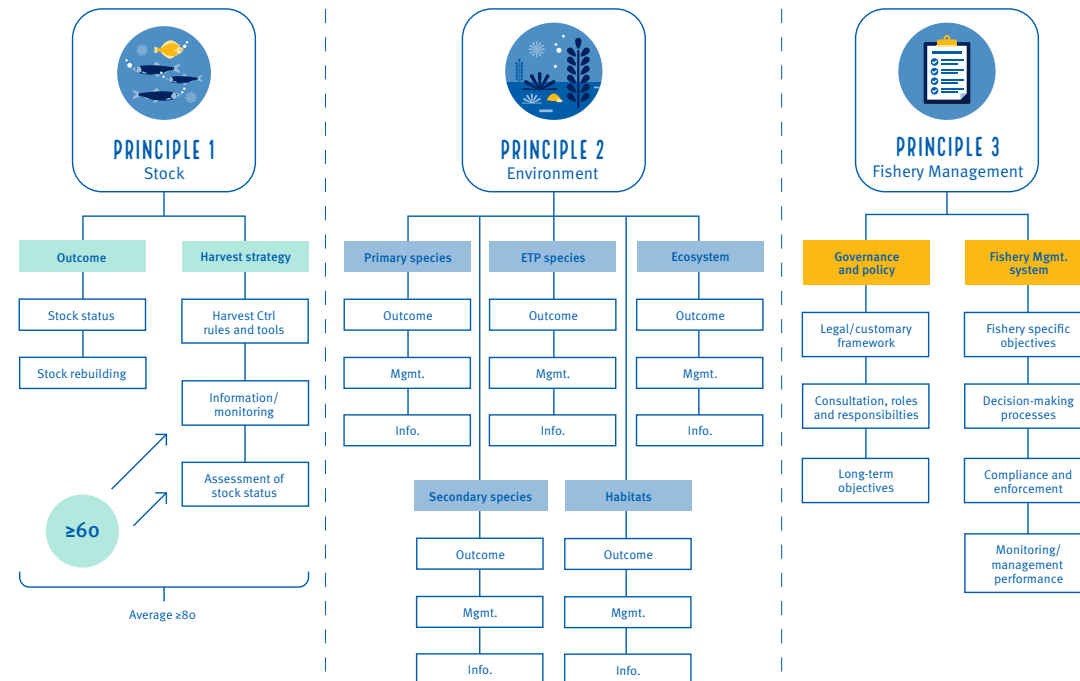 PRINCIPLE 1
Stock
Outcome
Stock status
Stock rebuilding
Harvest strategy
Harvest Ctrl
rules and tools
Information/
monitoring
Assessment of
stock status
≥60
Average ≥80
PRINCIPLE 2
Environment
Primary species
Outcome
Mgmt.
Info.
ETP species
Outcome
Mgmt.
Info.
Ecosystem
Outcome
Mgmt.
Info.
Secondary species
Outcome
Mgmt.
Info.
Habitats
Outcome
Mgmt.
Info.
PRINCIPLE 3
Fishery Management
Governance
and policy
Legal/customary
framework
Consultation, roles
and responsibilties
Long-term
objectives
Fishery Mgmt.
system
Fishery specific
objectives
Decision-making
processes
Compliance and
enforcement
Monitoring/
management
performance